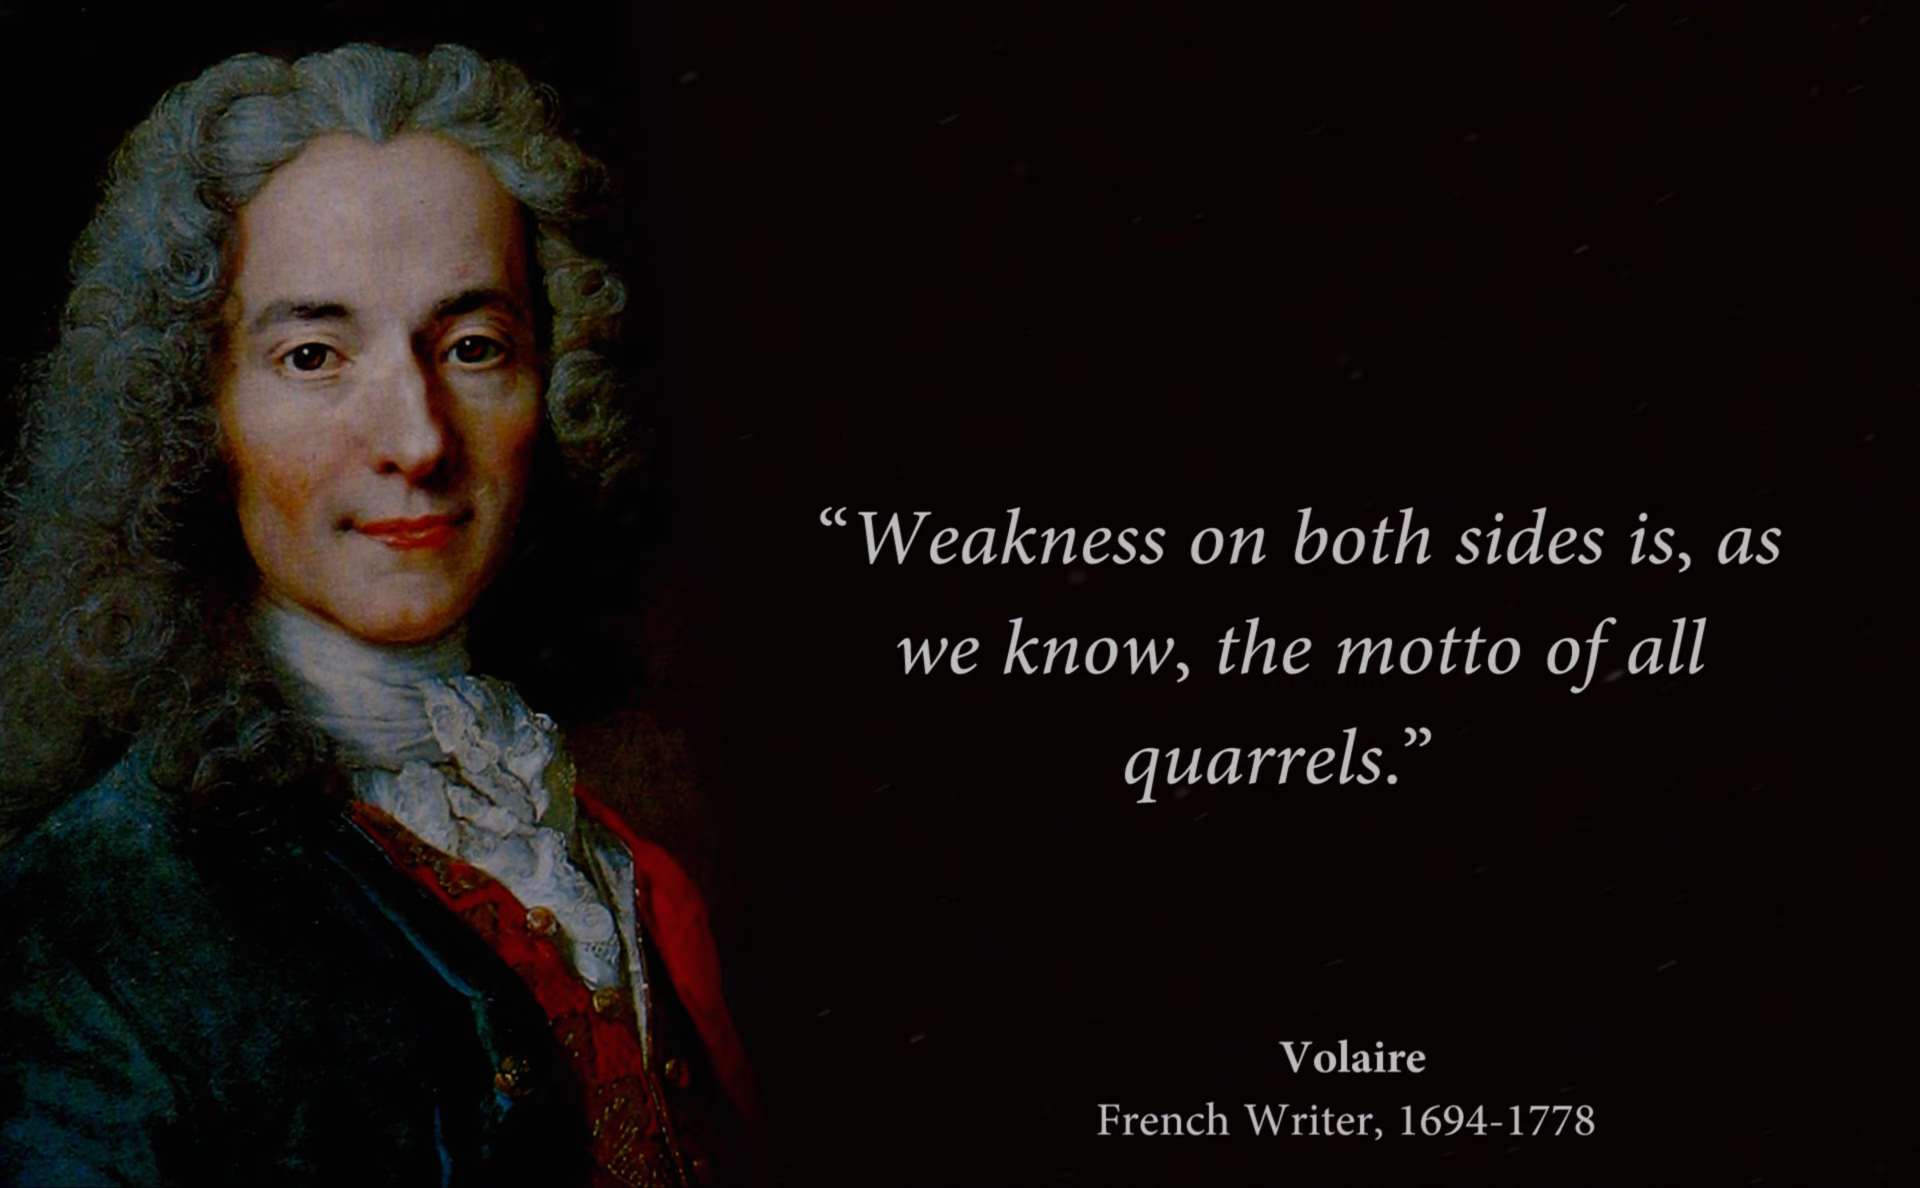 “Weakness on both sides is, as
we know, the motto of all
quarrels.”
Volaire
French Writer, 1694-1778